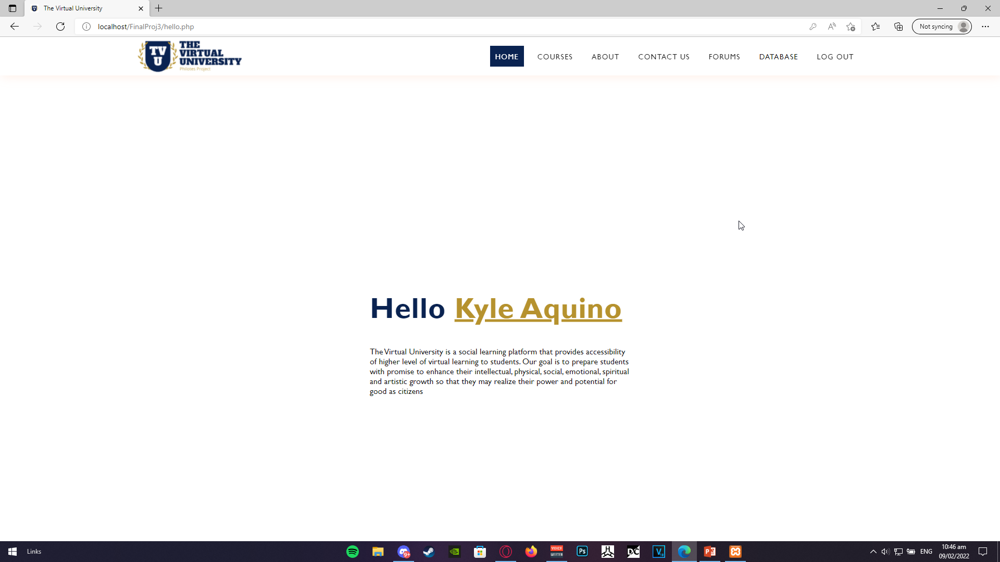 The Virtual University
localhost/FinalProj3/hello.php
Not syncing
TV
U
THE
VIRTUAL
UNIVERSITY
Philotes Project
HOME COURSES ABOUT CONTACT US FORUMS DATABASE LOG OUT
Hello Kyle Aquino
The Virtual University is a social learning platform that provides accessibility
of higher level of virtual learning to students. Our goal is to prepare students
with promise to enhance their intellectual, physical, social, emotional, spiritual
and artistic growth so that they may realize their power and potential for
good as citizens
Links
9+
VOICE
MEETER
Ps
DC
V
ENG
10:46 am
09/02/2022